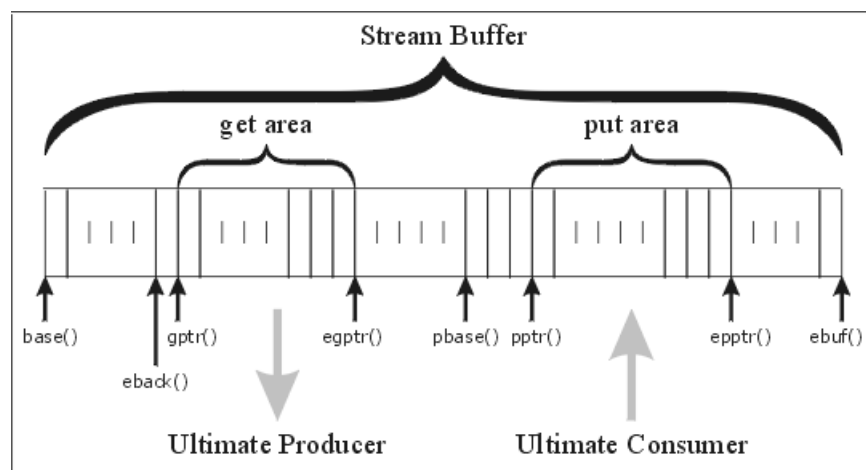 Stream Buffer
get area
put area
base()
gptr()
egptr()
pbase()
pptr()
epptr()
ebuf()
eback()
Ultimate Producer
Ultimate Consumer